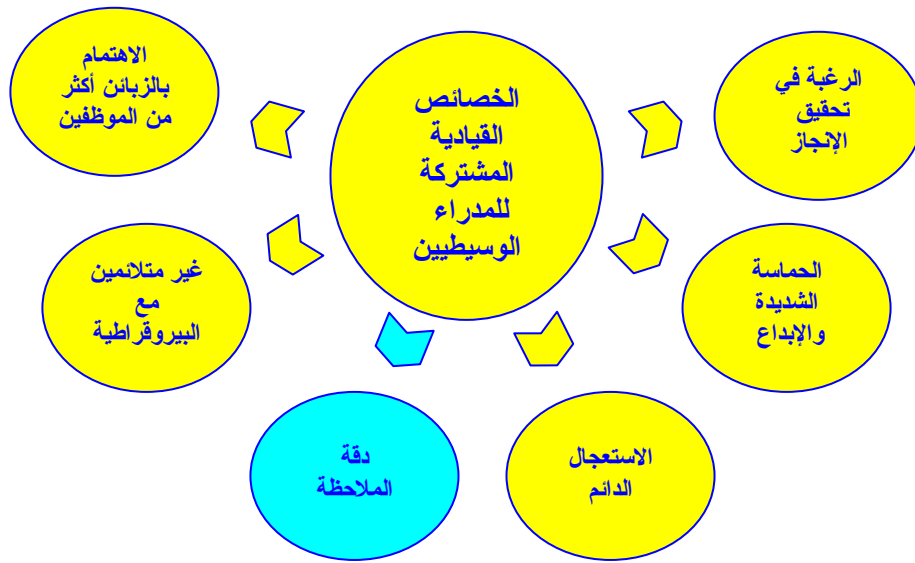 الخصائص
القيادية
المشتركة
للمدراء
الوسيطيين
الرغبة في
تحقيق
الإنجاز
الحماسة
الشديدة
والإبداع
الاستعجال
الدائم
دقة
الملاحظة
غير متلائمين
مع
البيروقراطية
الاهتمام
بالزبائن أكثر
من الموظفين